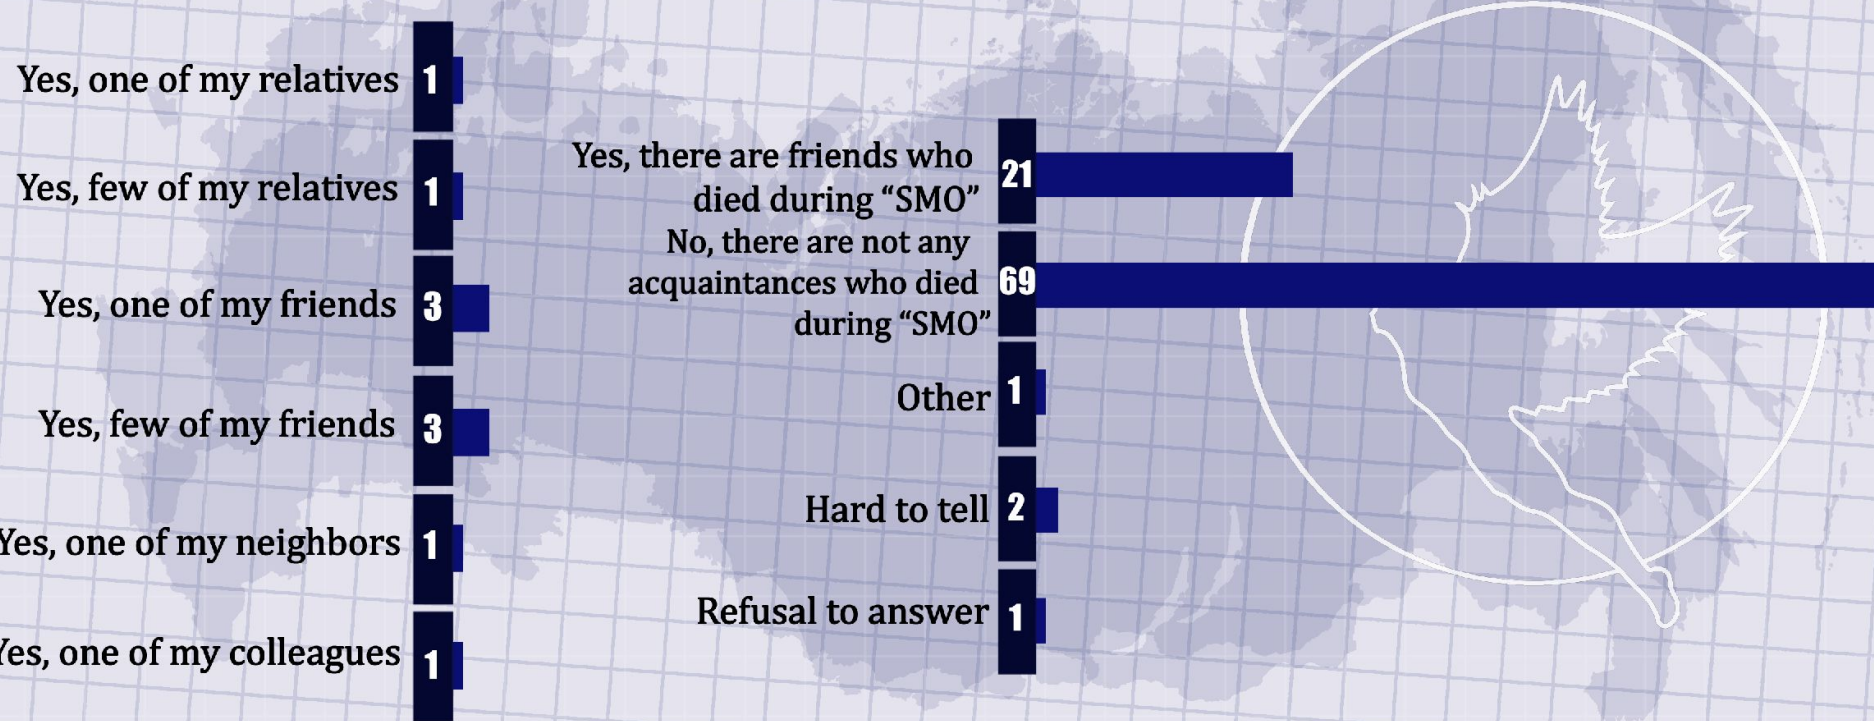 Yes, one of my relatives 1
Yes, few of my relatives 1
Yes, one of my friends 3
Yes, few of my friends 3
Yes, one of my neighbors 1
Yes, one of my colleagues 1
Yes, there are friends who
died during “SMO” 21
No, there are not any
acquaintances who died 69
during “SMO”
Other 1
Hard to tell 2
Refusal to answer 1